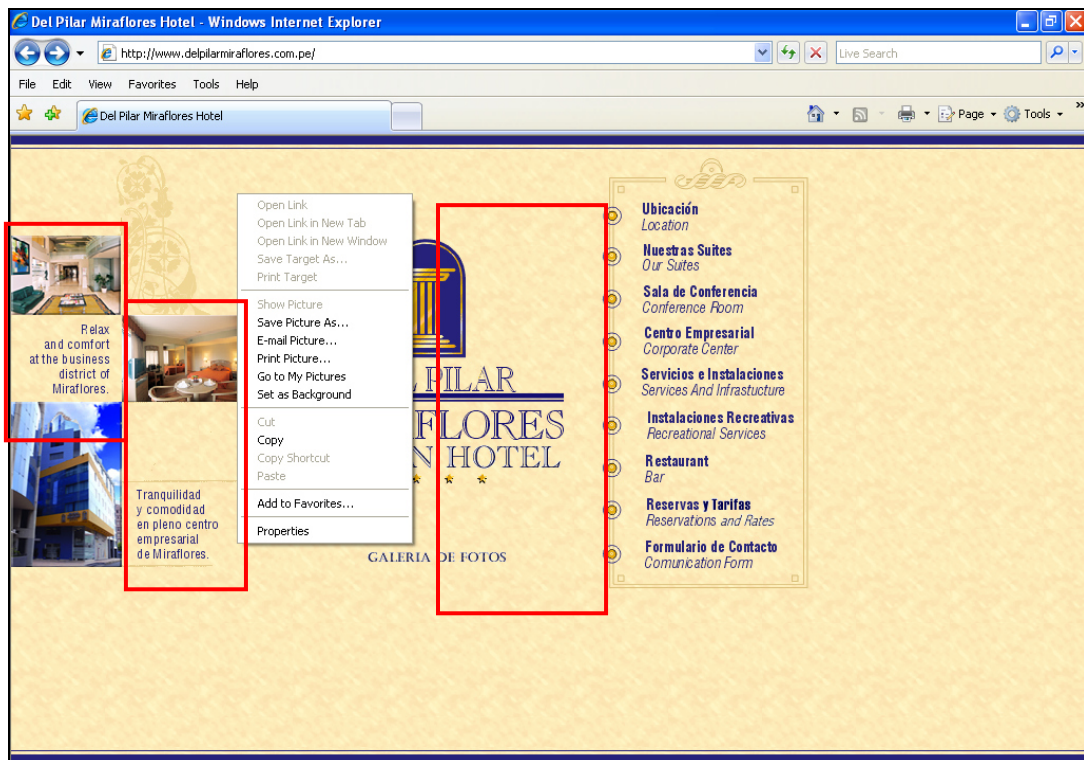 Del Pilar Miraflores Hotel - Windows Internet Explorer
http://www.delpilarmiraflores.com.pe/
Live Search
File Edit View Favorites Tools Help
Del Pilar Miraflores Hotel
Page Tools
Relax
and comfort
at the business
district of
Miraflores.
Tranquilidad
y comodidad
en pleno centro
empresarial
de Miraflores.
Open Link
Open Link in New Tab
Open Link in New Window
Save Target As...
Print Target
Show Picture
Save Picture As...
E-mail Picture...
Print Picture...
Go to My Pictures
Set as Background
Cut
Copy
Copy Shortcut
Paste
Add to Favorites...
Properties
PILAR
FLORES
N HOTEL
GALERIA DE FOTOS
Ubicación
Location
Nuestras Suites
Our Suites
Sala de Conferencia
Conference Room
Centro Empresarial
Corporate Center
Servicios e Instalaciones
Services And Infrastucture
Instalaciones Recreativas
Recreational Services
Restaurant
Bar
Reservas y Tarifas
Reservations and Rates
Formulario de Contacto
Comunication Form